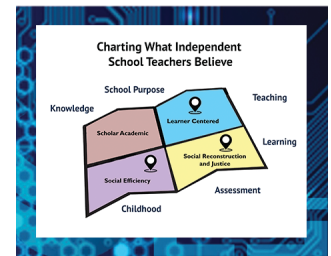 Charting What Independent
School Teachers Believe
School Purpose
Teaching
Knowledge
Learner Centered
Scholar Academic
Learning
Social Reconstruction
and Justice
Social Efficiency
Assessment
Childhood